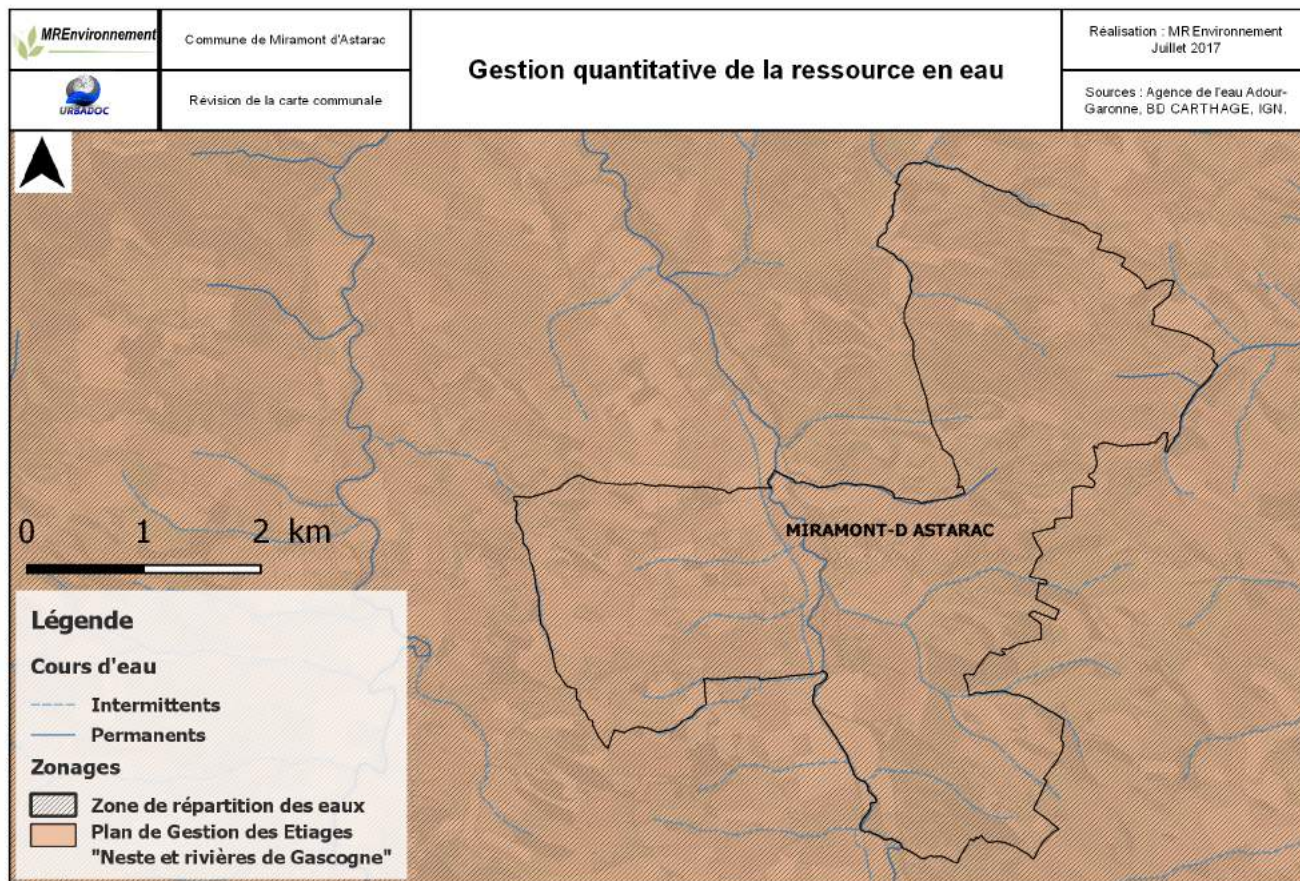 MREnvironnement
Commune de Miramont d'Astarac
URBADOC
Révision de la carte communale
Gestion quantitative de la ressource en eau
Réalisation : MREnvironnement
Juillet 2017
Sources : Agence de l'eau Adour-
Garonne, BD CARTHAGE, IGN.
MIRAMONT-D ASTARAC
0 1 2 km
Légende
Cours d'eau
Intermittents
Permanents
Zonages
Zone de répartition des eaux
Plan de Gestion des Etiages
"Neste et rivières de Gascogne"